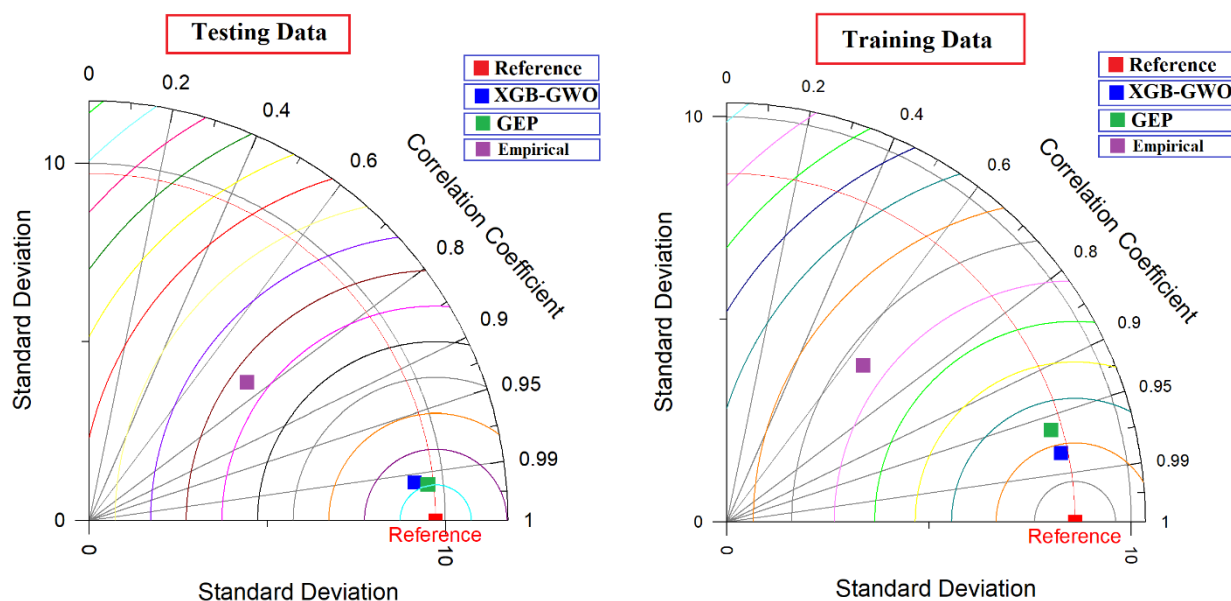 Testing Data
Reference
XGB-GWO
GEP
Empirical
0
0.2
0.4
0.6
0.8
0.9
0.95
0.99
1
Correlation Coefficient
Standard Deviation
10
0
Reference
0
10
Standard Deviation
Training Data
Reference
XGB-GWO
GEP
Empirical
0
0.2
0.4
0.6
0.8
0.9
0.95
0.99
1
Correlation Coefficient
Standard Deviation
10
0
Reference
0
10
Standard Deviation